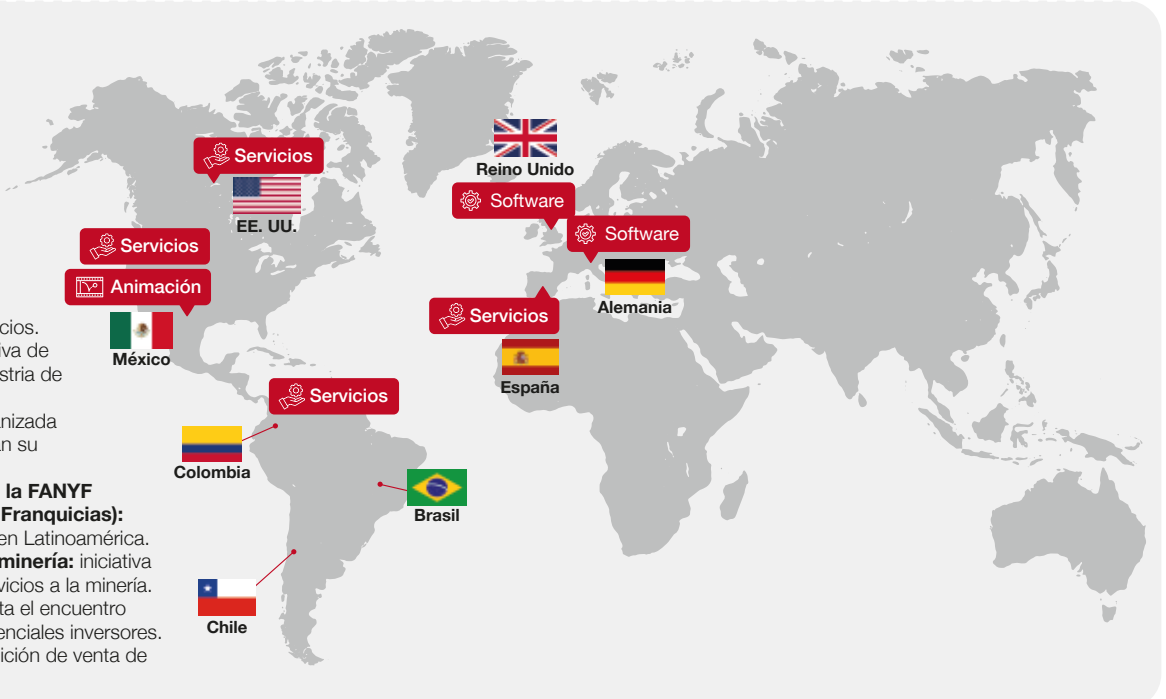 Servicios
EE. UU.
Reino Unido
Software
Software
Alemania
Servicios
Animación
México
Servicios
España
Servicios
Colombia
Brasil
Chile
cios.
iva de
stria de
anizada
an su
la FANYF
Franquicias):
en Latinoamérica.
minería: iniciativa
vicios a la minería.
ta el encuentro
enciales inversores.
ición de venta de